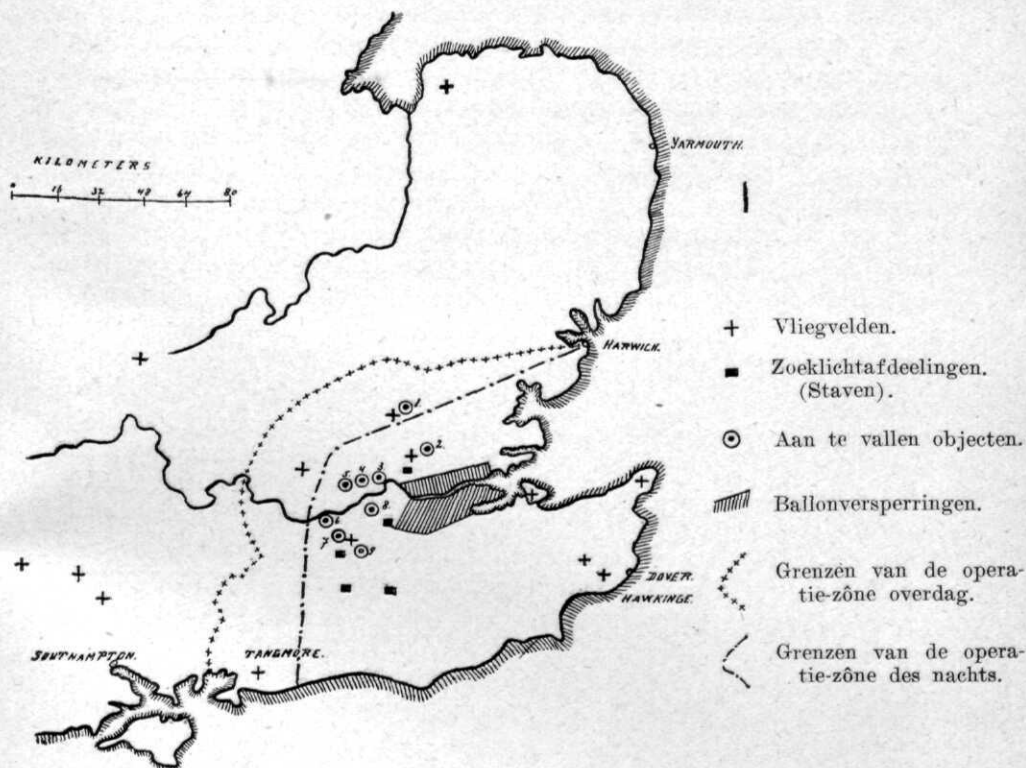 YARMOUTH.
KILOMETERS
0 16 32 48 64 80
HARWICH.
1
2
5 4 3
8
6
7
9
DOVER.
HAWKINGE.
SOUTHAMPTON.
TANGMORE.
Vliegvelden.
Zoeklichtafdeelingen.
(Staven).
Aan te vallen objecten.
Ballonversperringen.
Grenzen van de opera-
tie-zône overdag.
Grenzen van de opera-
tie-zône des nachts.